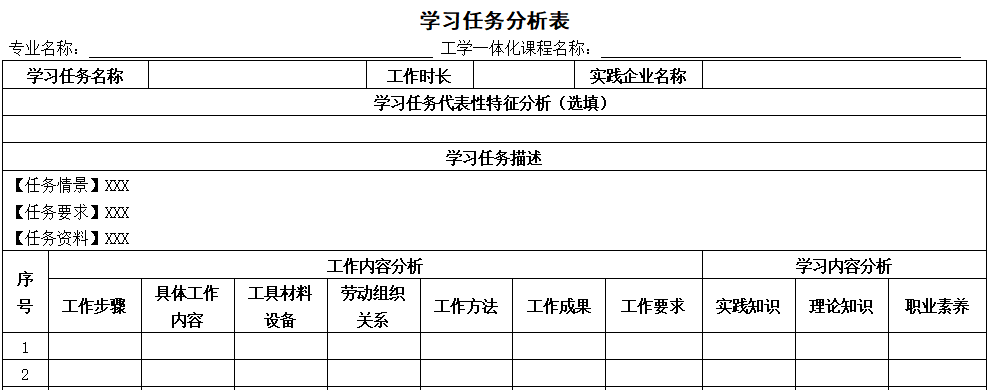 学习任务分析表
专业名称： 工学一体化课程名称：
学习任务名称 工作时长 实践企业名称
学习任务代表性特征分析（选填）
学习任务描述
【任务情景】XXX
【任务要求】XXX
【任务资料】XXX
序号 工作内容分析 学习内容分析
工作步骤 具体工作内容 工具材料设备 劳动组织关系 工作方法 工作成果 工作要求 实践知识 理论知识 职业素养
1
2